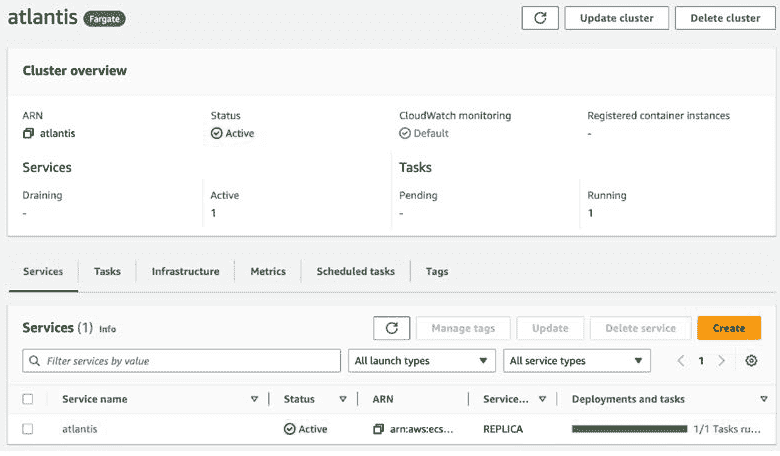 atlantis Fargate Update cluster Delete cluster
Cluster overview
ARN Status CloudWatch monitoring Registered container instances
atlantis Active Default -
Services Tasks
Draining Active Pending Running
- 1 - 1
Services Tasks Infrastructure Metrics Scheduled tasks Tags
Services (1) Info Manage tags Update Delete service Create
Filter services by value All launch types All service types 1
Service name Status ARN Service... Deployments and tasks
atlantis Active arn:aws:ecs... REPLICA 1/1 Tasks ru...